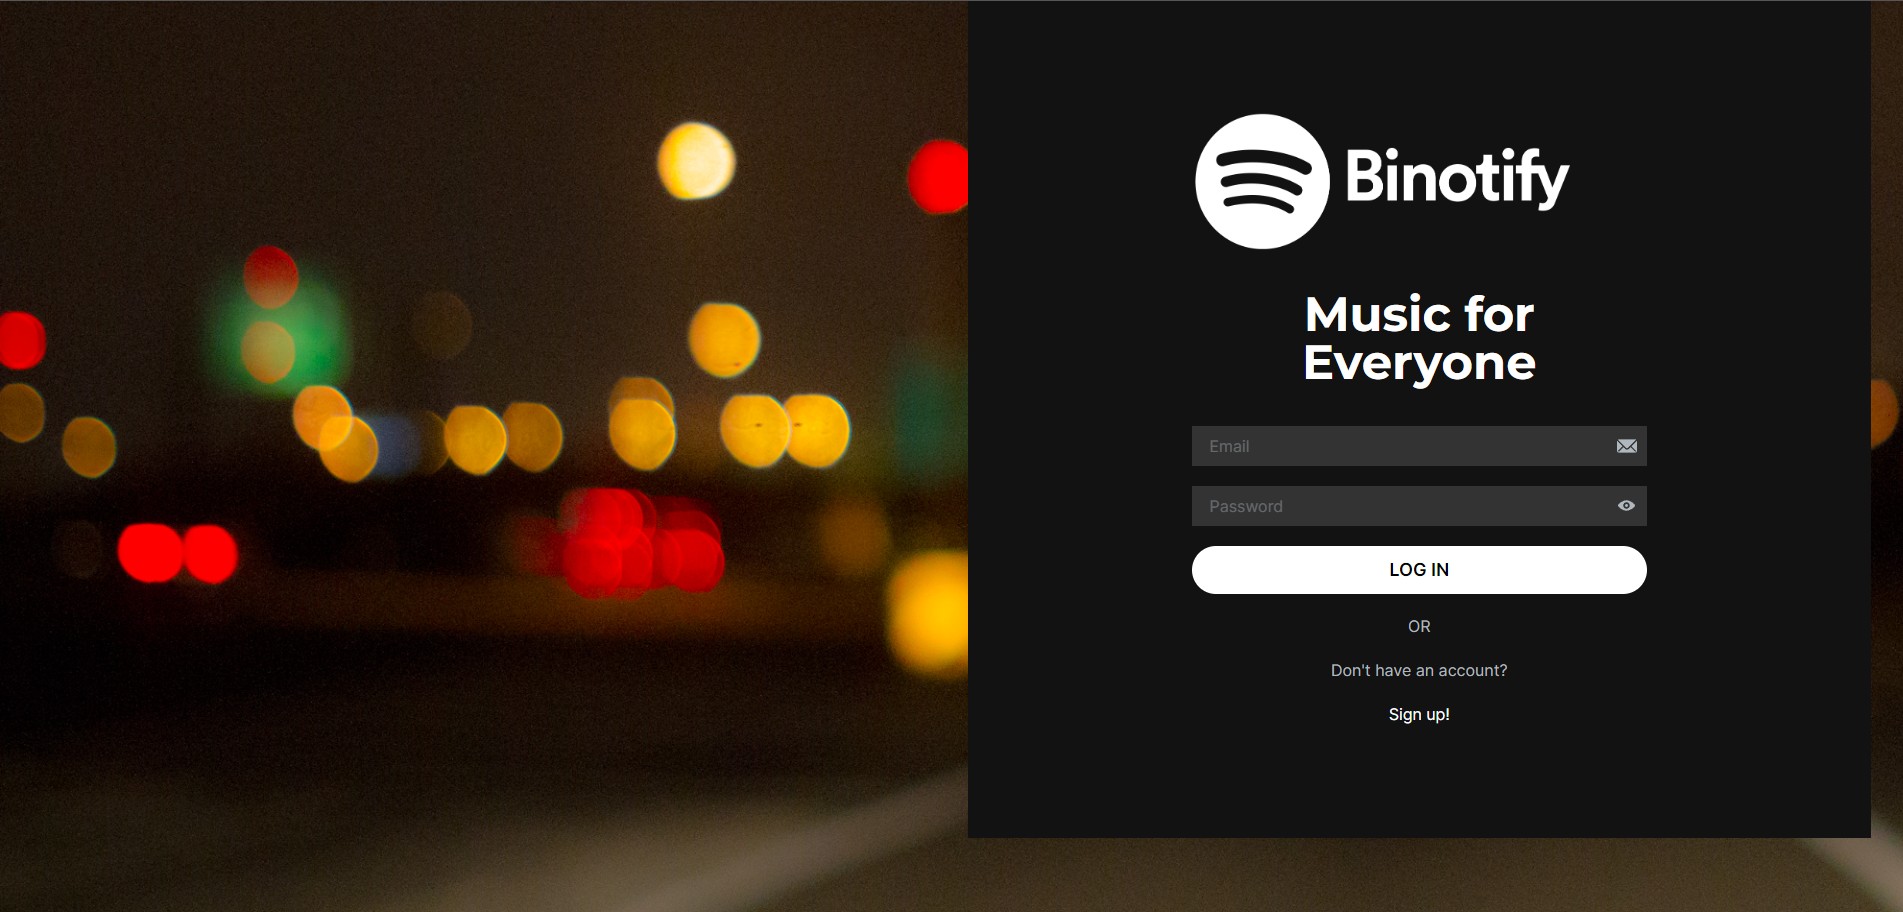 Binotify
Music for
Everyone
Email
Password
LOG IN
OR
Don't have an account?
Sign up!